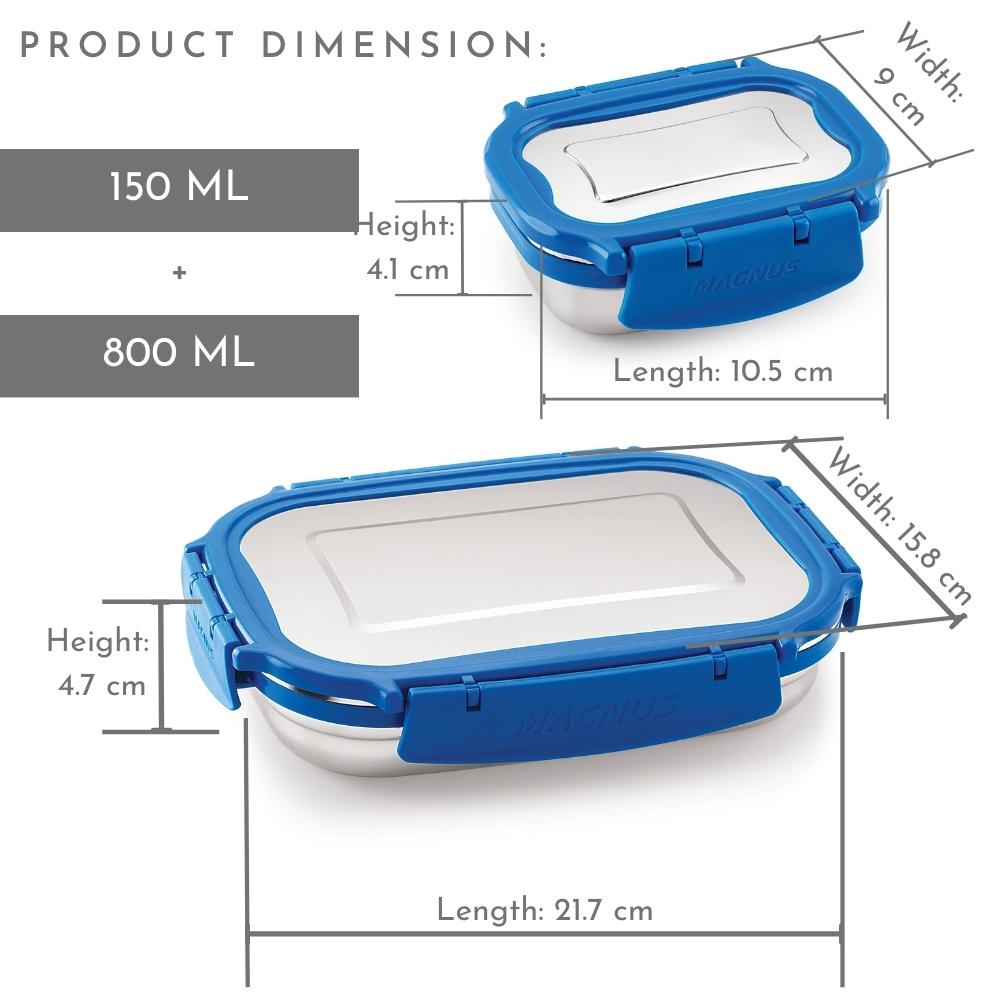 PRODUCT DIMENSION:
150 ML
+
800 ML
Width:
9 cm
Height:
4.1 cm
MAGNUS
Length: 10.5 cm
Width: 15.8 cm
Height:
4.7 cm
MAGNUS
MAGNUS
Length: 21.7 cm